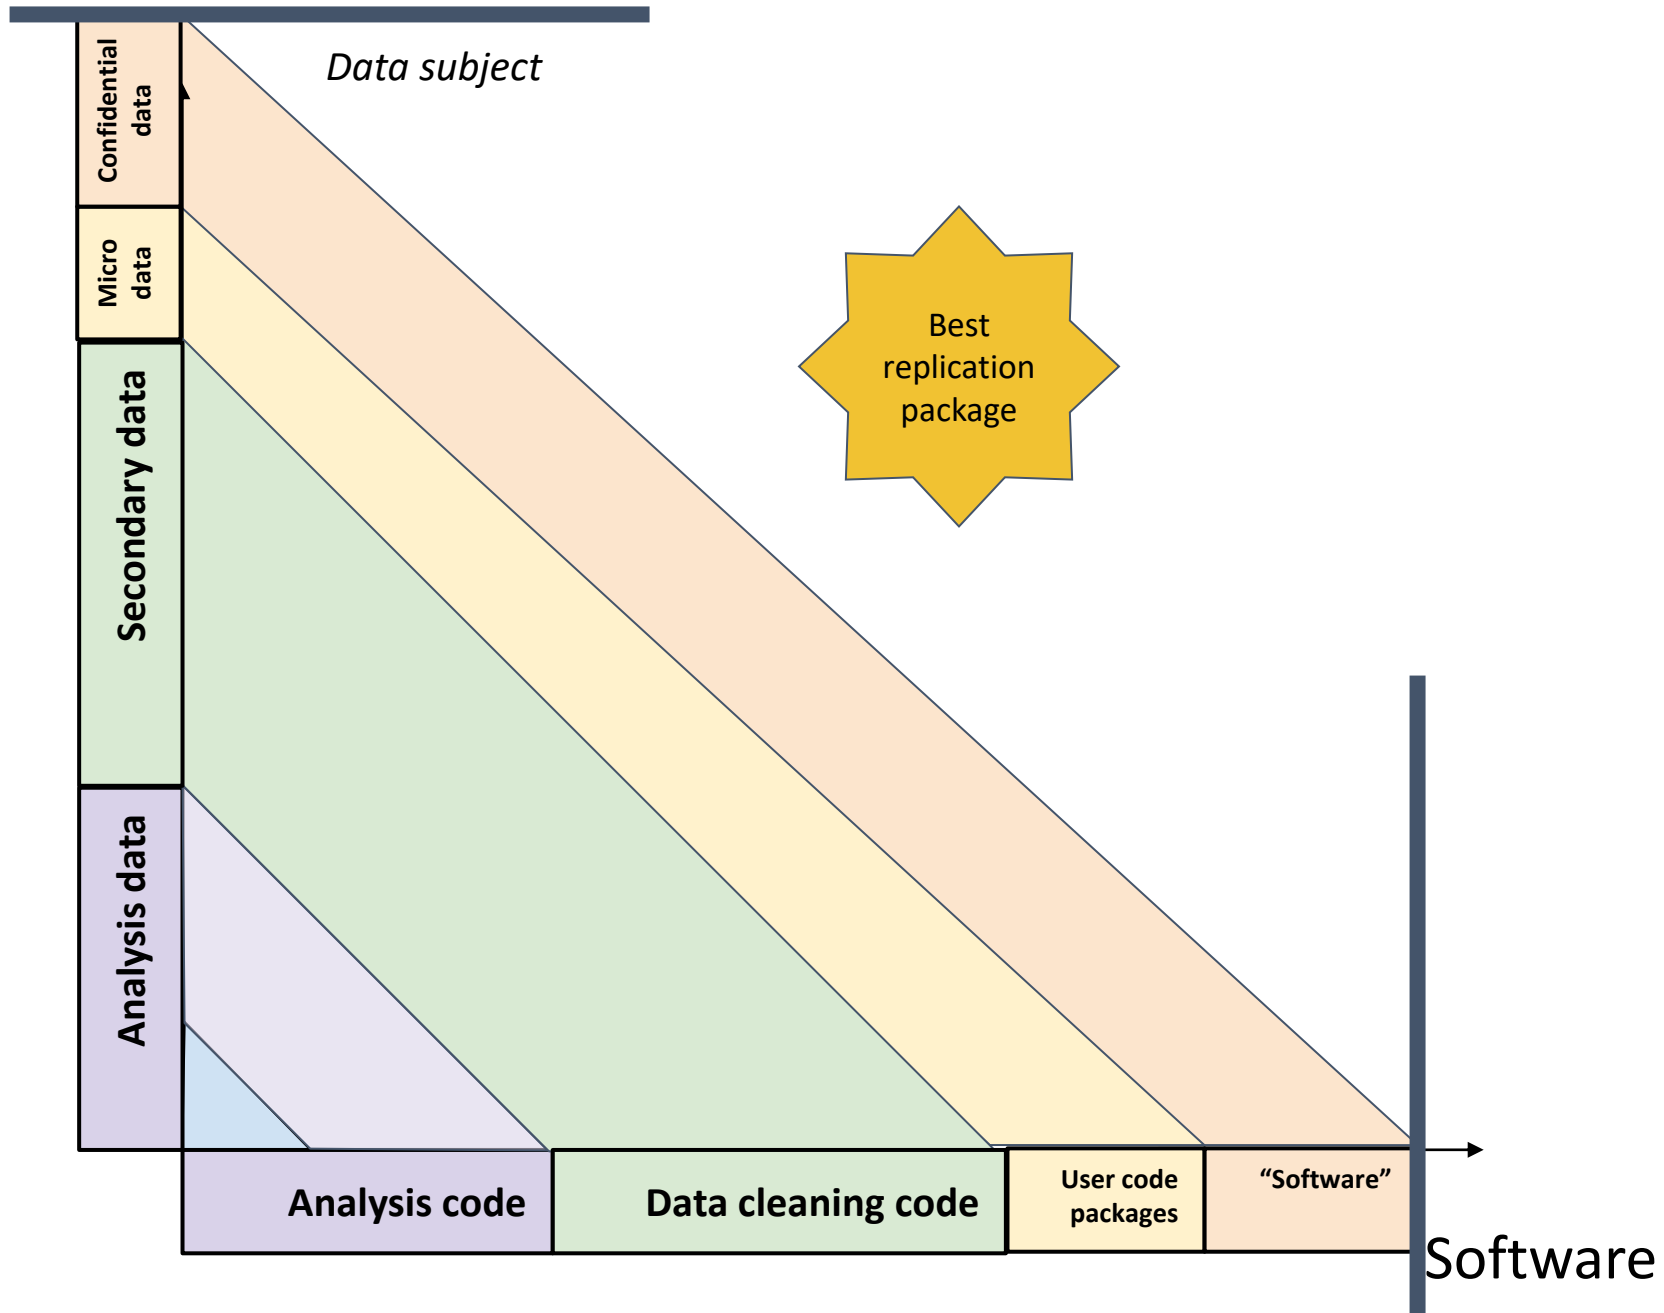 Data subject
Confidential
data
Micro
data
Secondary data
Analysis data
Best
replication
package
Analysis code
Data cleaning code
User code
packages
“Software”
Software